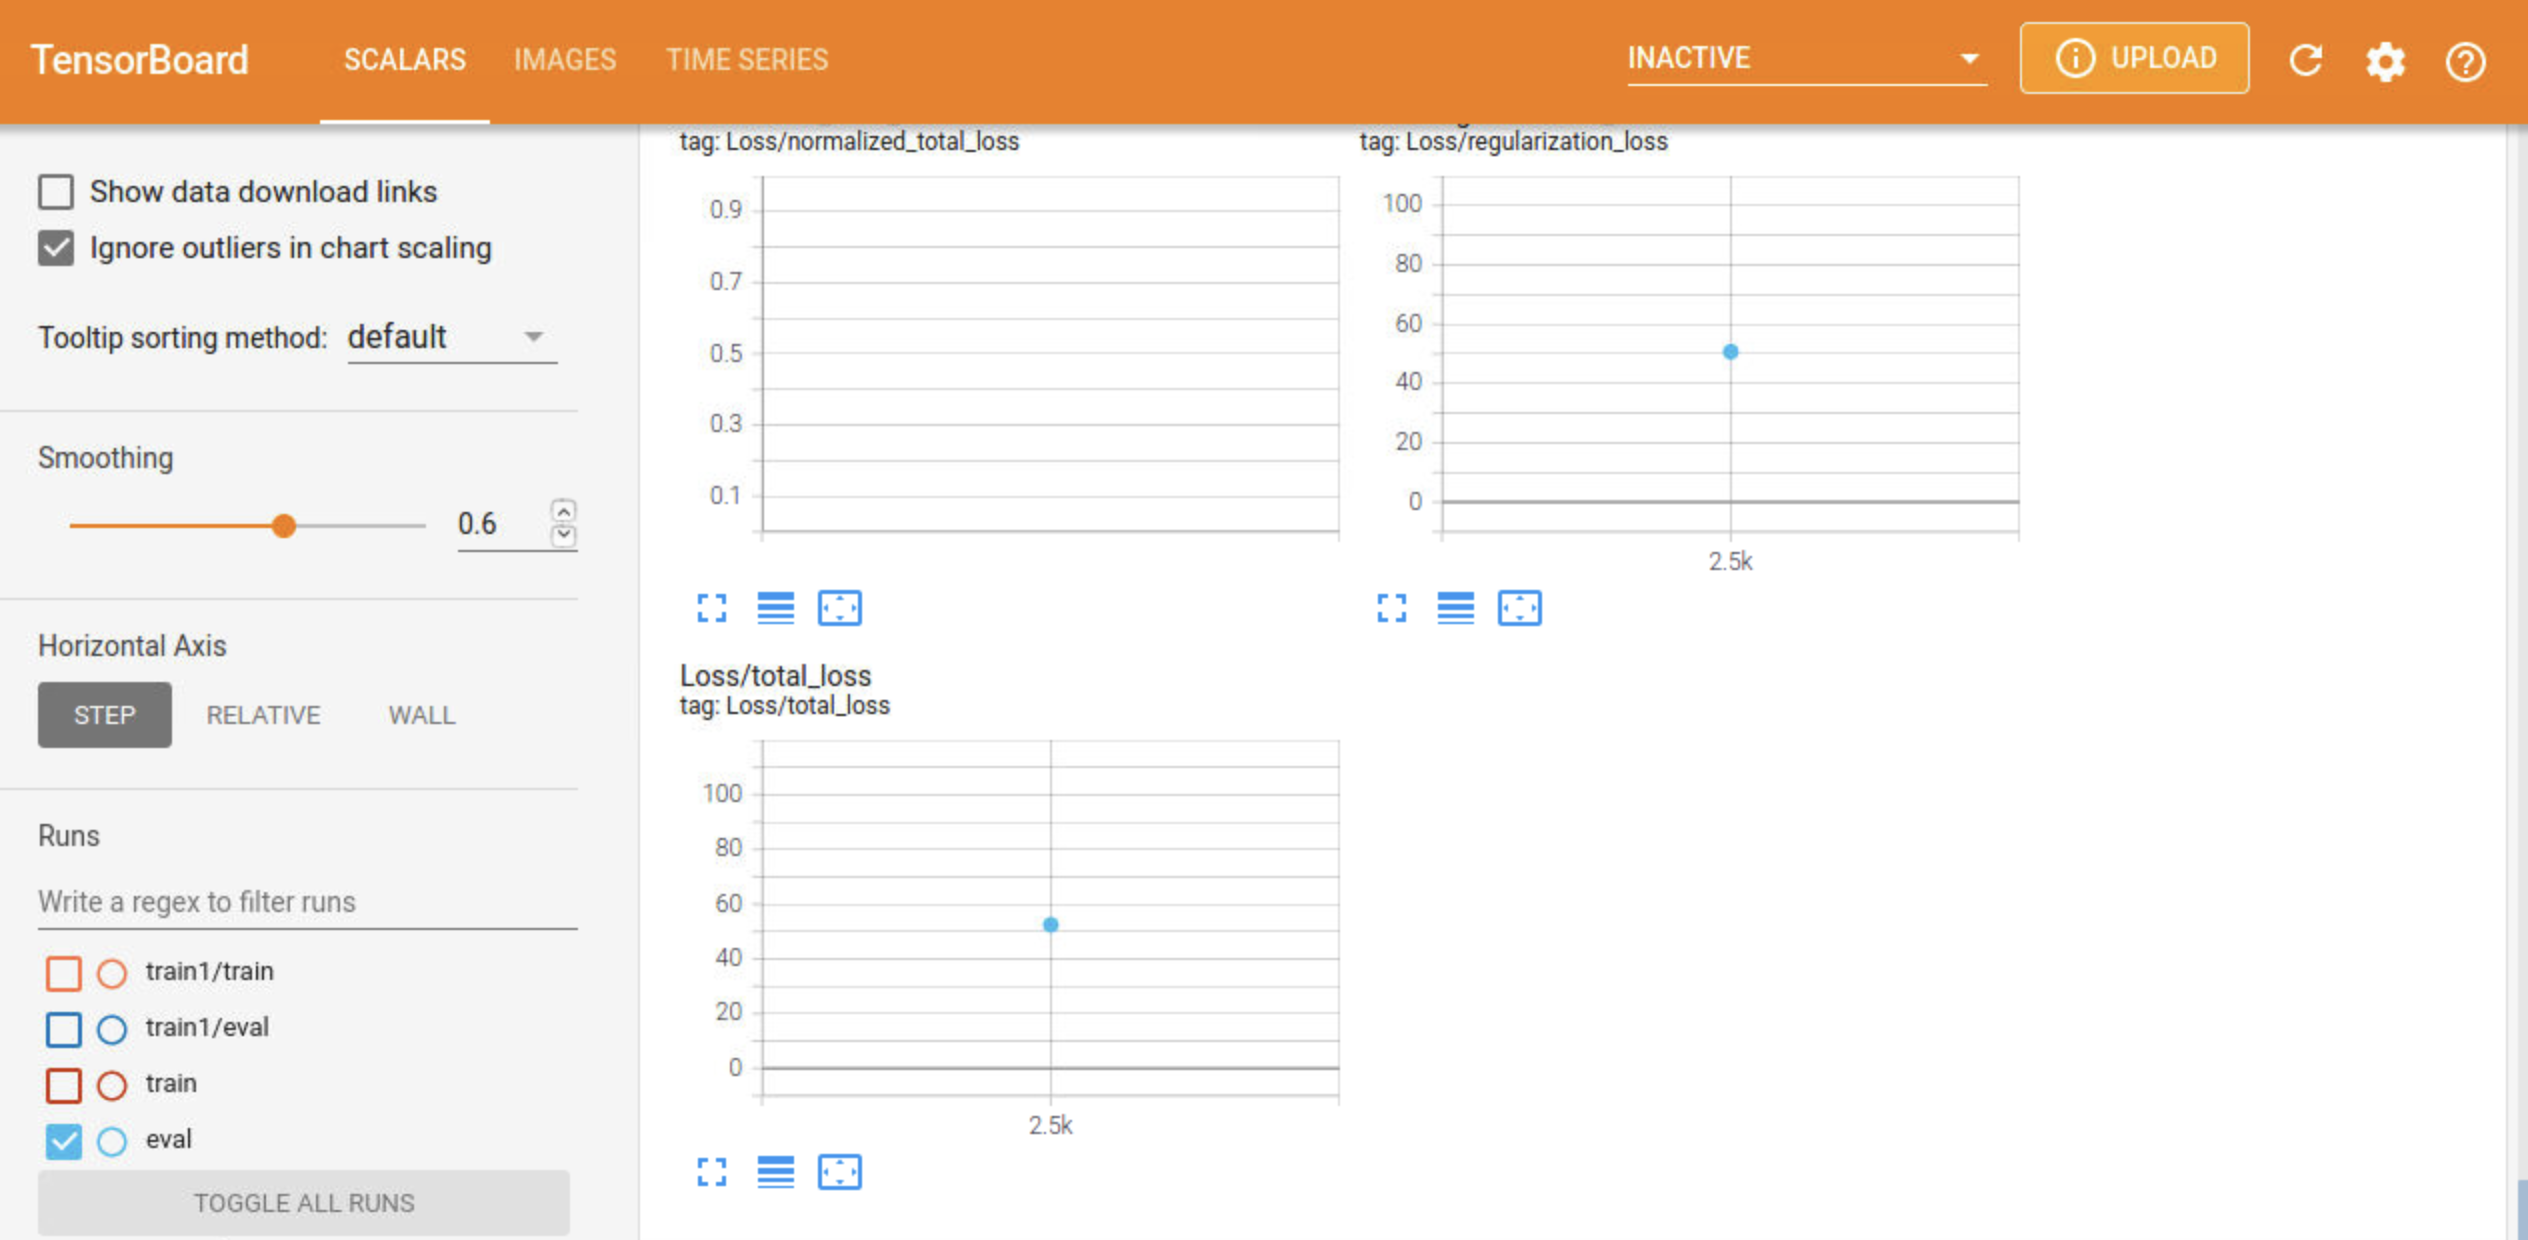 TensorBoard
SCALARS
IMAGES
TIME SERIES
INACTIVE
UPLOAD
Show data download links
Ignore outliers in chart scaling
Tooltip sorting method: default
Smoothing
0.6
Horizontal Axis
STEP
RELATIVE
WALL
Runs
Write a regex to filter runs
train1/train
train1/eval
train
eval
TOGGLE ALL RUNS
tag: Loss/normalized_total_loss
0.9
0.7
0.5
0.3
0.1
tag: Loss/regularization_loss
100
80
60
40
20
0
2.5k
Loss/total_loss
tag: Loss/total_loss
100
80
60
40
20
0
2.5k